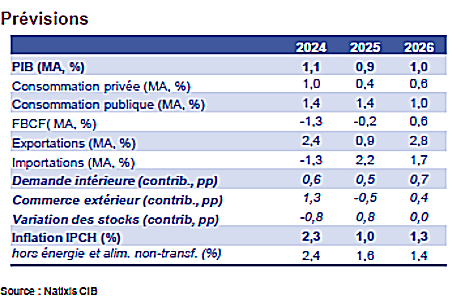 Prévisions
2024 2025 2026
PIB (MA, %) 1,1 0,9 1,0
Consommation privée (MA, %) 1,0 0,4 0,6
Consommation publique (MA, %) 1,4 1,4 1,0
FBCF( MA, %) -1,3 -0,2 0,6
Exportations (MA, %) 2,4 0,9 2,8
Importations (MA, %) -1,3 2,2 1,7
Demande intérieure (contrib., pp) 0,6 0,5 0,7
Commerce extérieur (contrib., pp) 1,3 -0,5 0,4
Variation des stocks (contrib, pp) -0,8 0,8 0,0
Inflation IPCH (%) 2,3 1,0 1,3
hors énergie et alim. non-transf. (%) 2,4 1,6 1,4
Source : Natixis CIB